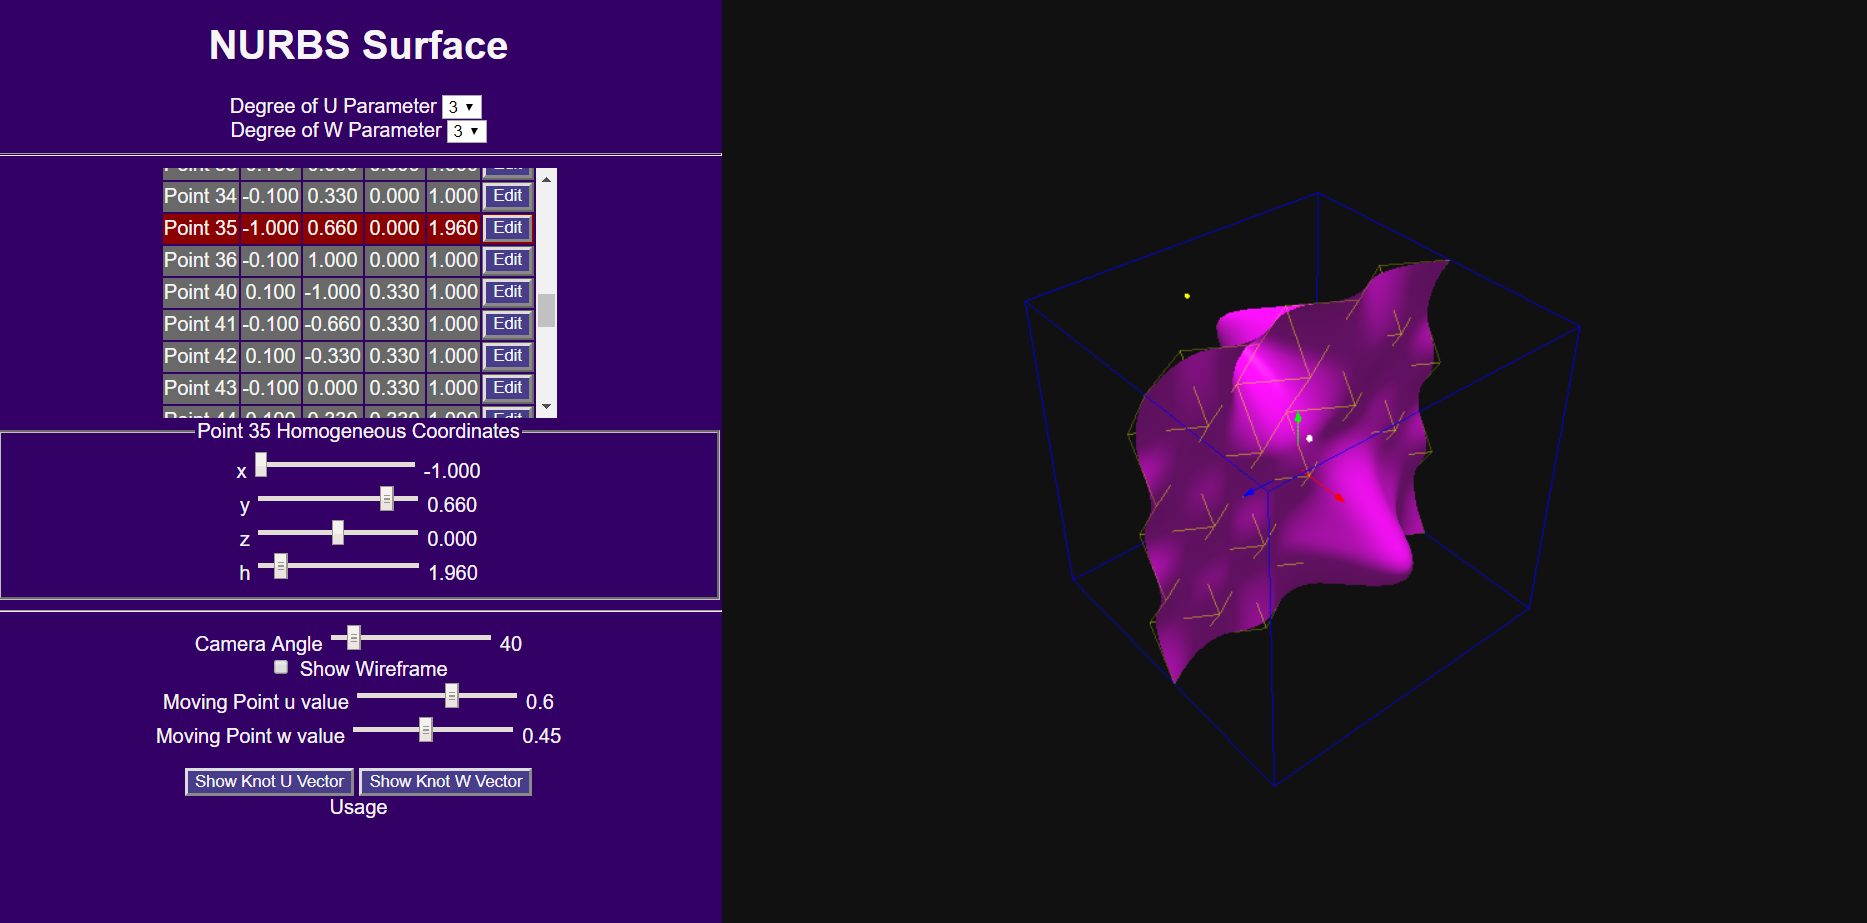 NURBS Surface
Degree of U Parameter 3
Degree of W Parameter 3
Point 34 -0.100 0.330 0.000 1.000 Edit
Point 35 -1.000 0.660 0.000 1.960 Edit
Point 36 -0.100 1.000 0.000 1.000 Edit
Point 40 0.100 -1.000 0.330 1.000 Edit
Point 41 -0.100 -0.660 0.330 1.000 Edit
Point 42 0.100 -0.330 0.330 1.000 Edit
Point 43 -0.100 0.000 0.330 1.000 Edit
Point 35 Homogeneous Coordinates
x -1.000
y 0.660
z 0.000
h 1.960
Camera Angle 40
Show Wireframe
Moving Point u value 0.6
Moving Point w value 0.45
Show Knot U Vector Show Knot W Vector
Usage